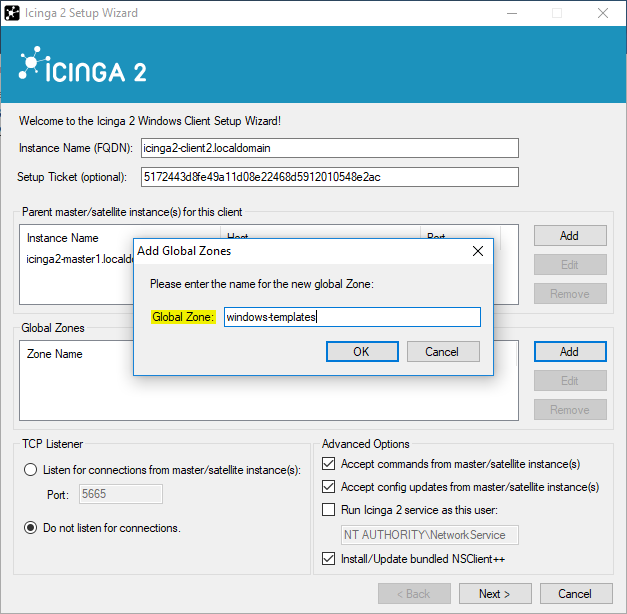 Icinga 2 Setup Wizard
ICINGA 2
Welcome to the Icinga 2 Windows Client Setup Wizard!
Instance Name (FQDN): icinga2-client2.localdomain
Setup Ticket (optional): 5172443d8fe49a11d08e22468d5912010548e2ac
Parent master/satellite instance(s) for this client
Instance Name Host Port
icinga2-master1.locald
Add
Edit
Remove
Add Global Zones
Please enter the name for the new global Zone:
Global Zone: windows-templates
OK Cancel
Global Zones
Zone Name
Add
Edit
Remove
TCP Listener
Listen for connections from master/satellite instance(s):
Port: 5665
Do not listen for connections.
Advanced Options
Accept commands from master/satellite instance(s)
Accept config updates from master/satellite instance(s)
Run Icinga 2 service as this user:
NT AUTHORITY\NetworkService
Install/Update bundled NSClient++
< Back Next > Cancel